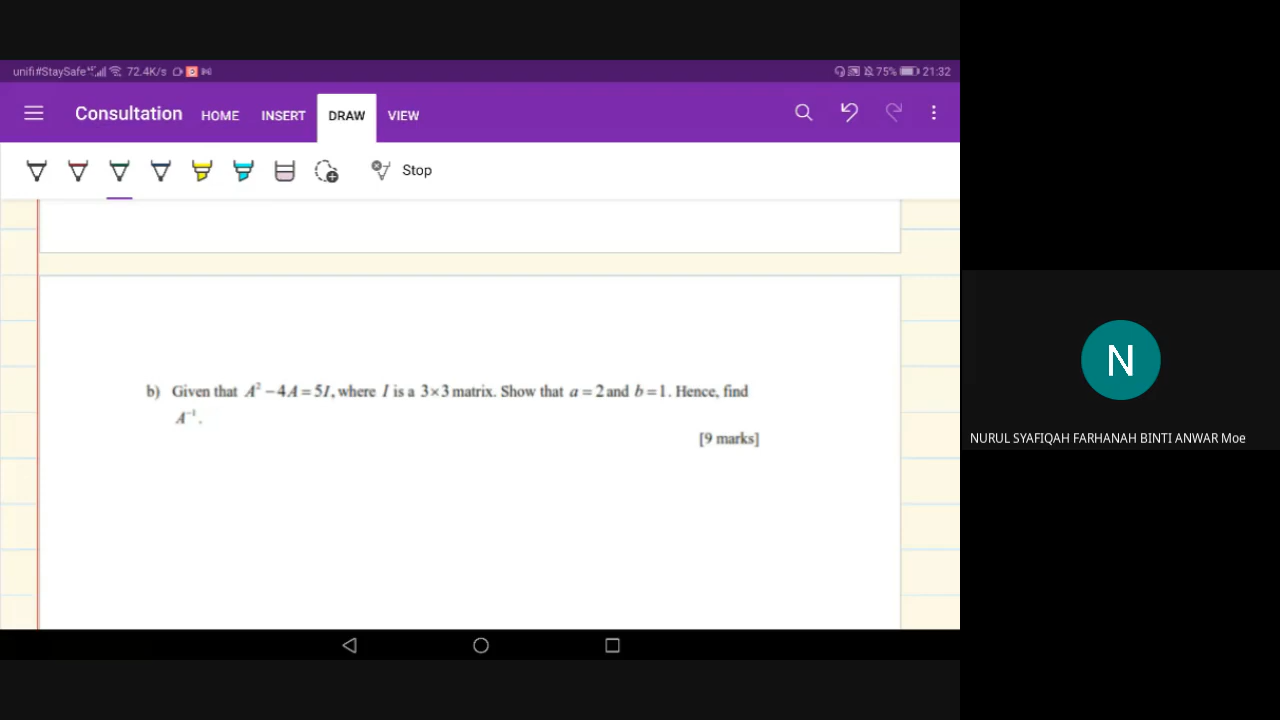 unifi#StaySafe 4G 72.4K/s 75% 21:32
Consultation HOME INSERT DRAW VIEW
Stop
b) Given that A² − 4A = 5I, where I is a 3×3 matrix. Show that a = 2 and b = 1. Hence, find
A⁻¹.
[9 marks]
N
NURUL SYAFIQAH FARHANAH BINTI ANWAR Moe